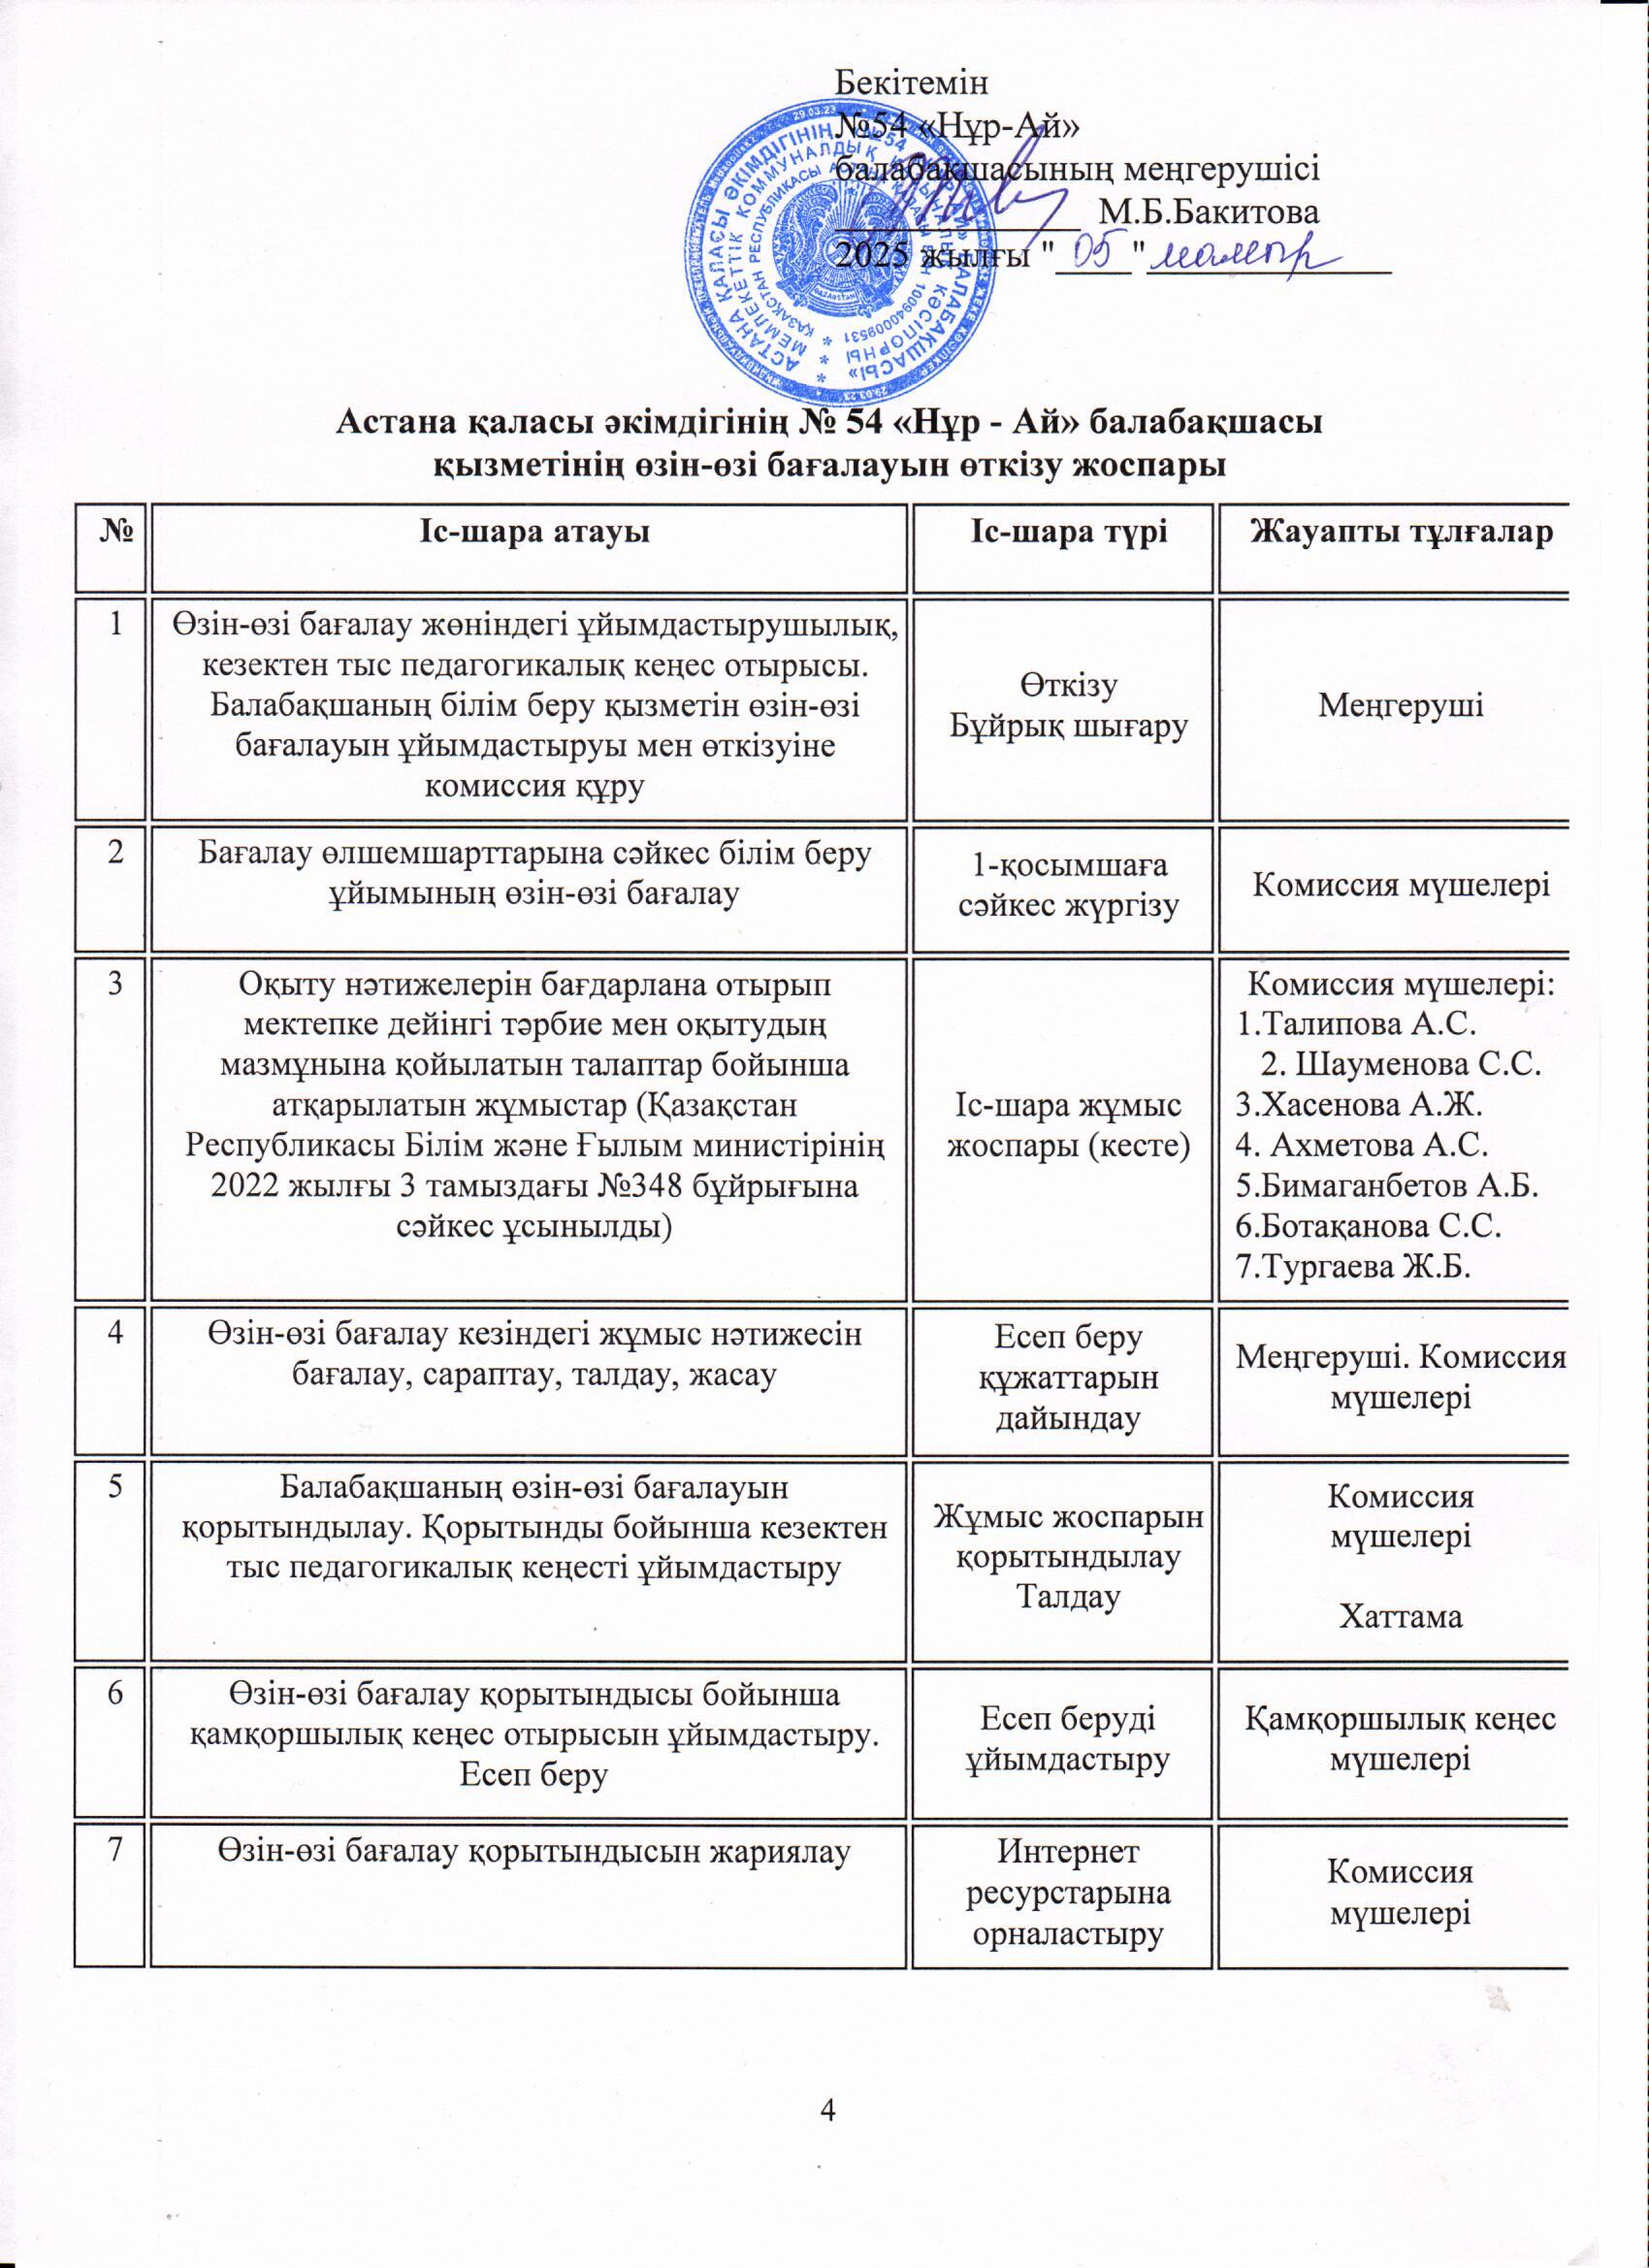 Бекітемін
№54 «Нұр-Ай»
балабақшасының меңгерушісі
М.Б.Бакитова
2025 жылғы "05" мамыр
Астана қаласы әкімдігінің № 54 «Нұр - Ай» балабақшасы
қызметінің өзін-өзі бағалауын өткізу жоспары
№ Іс-шара атауы Іс-шара түрі Жауапты тұлғалар
1
Өзін-өзі бағалау жөніндегі ұйымдастырушылық,
кезектен тыс педагогикалық кеңес отырысы.
Балабақшаның білім беру қызметін өзін-өзі
бағалауын ұйымдастыруы мен өткізуіне
комиссия құру
Өткізу
Бұйрық шығару
Меңгеруші
2
Бағалау өлшемшарттарына сәйкес білім беру
ұйымының өзін-өзі бағалау
1-қосымшаға
сәйкес жүргізу
Комиссия мүшелері
3
Оқыту нәтижелерін бағдарлана отырып
мектепке дейінгі тәрбие мен оқытудың
мазмұнына қойылатын талаптар бойынша
атқарылатын жұмыстар (Қазақстан
Республикасы Білім және Ғылым министірінің
2022 жылғы 3 тамыздағы №348 бұйрығына
сәйкес ұсынылды)
Іс-шара жұмыс
жоспары (кесте)
Комиссия мүшелері:
1.Талипова А.С.
2. Шауменова С.С.
3.Хасенова А.Ж.
4. Ахметова А.С.
5.Бимаганбетов А.Б.
6.Ботақанова С.С.
7.Тургаева Ж.Б.
4
Өзін-өзі бағалау кезіндегі жұмыс нәтижесін
бағалау, сараптау, талдау, жасау
Есеп беру
құжаттарын
дайындау
Меңгеруші. Комиссия
мүшелері
5
Балабақшаның өзін-өзі бағалауын
қорытындылау. Қорытынды бойынша кезектен
тыс педагогикалық кеңесті ұйымдастыру
Жұмыс жоспарын
қорытындылау
Талдау
Комиссия
мүшелері
Хаттама
6
Өзін-өзі бағалау қорытындысы бойынша
қамқоршылық кеңес отырысын ұйымдастыру.
Есеп беру
Есеп беруді
ұйымдастыру
Қамқоршылық кеңес
мүшелері
7
Өзін-өзі бағалау қорытындысын жариялау
Интернет
ресурстарына
орналастыру
Комиссия
мүшелері
4